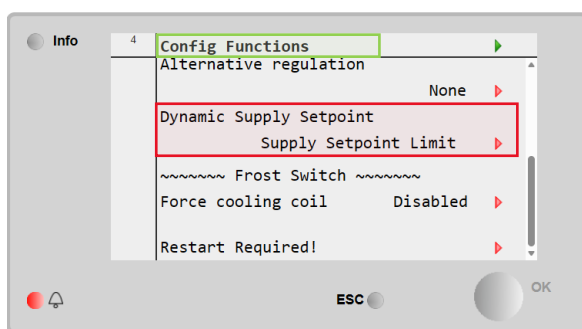 Info
4
Config Functions
Alternative regulation
None
Dynamic Supply Setpoint
Supply Setpoint Limit
~~~~~~~ Frost Switch ~~~~~~~
Force cooling coil Disabled
Restart Required!
ESC
OK